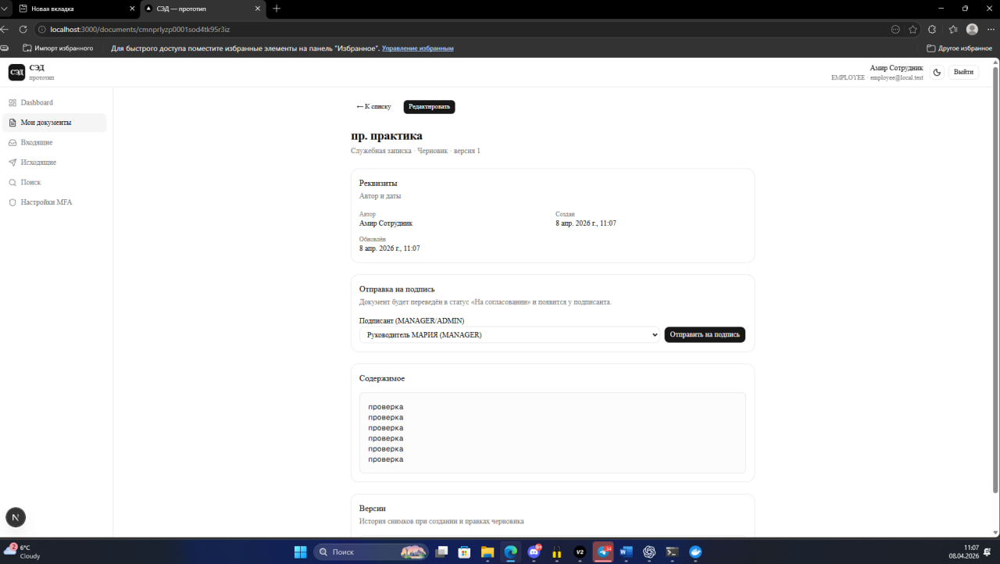 Новая вкладка
СЭД — прототип
localhost:3000/documents/cmnprlyzp0001sod4tk95r3iz
Импорт избранного
Для быстрого доступа поместите избранные элементы на панель "Избранное". Управление избранным
Другое избранное
СЭД
СЭД
прототип
Амир Сотрудник
EMPLOYEE · employee@local.test
Выйти
Dashboard
Мои документы
Входящие
Исходящие
Поиск
Настройки MFA
← К списку
Редактировать
пр. практика
Служебная записка · Черновик · версия 1
Реквизиты
Автор и даты
Автор
Амир Сотрудник
Создан
8 апр. 2026 г., 11:07
Обновлён
8 апр. 2026 г., 11:07
Отправка на подпись
Документ будет переведён в статус «На согласовании» и появится у подписанта.
Подписант (MANAGER/ADMIN)
Руководитель МАРИЯ (MANAGER)
Отправить на подпись
Содержимое
проверка
проверка
проверка
проверка
проверка
проверка
Версии
История снимков при создании и правках черновика
N
2
6°C
Cloudy
Поиск
V2
11:07
08.04.2026